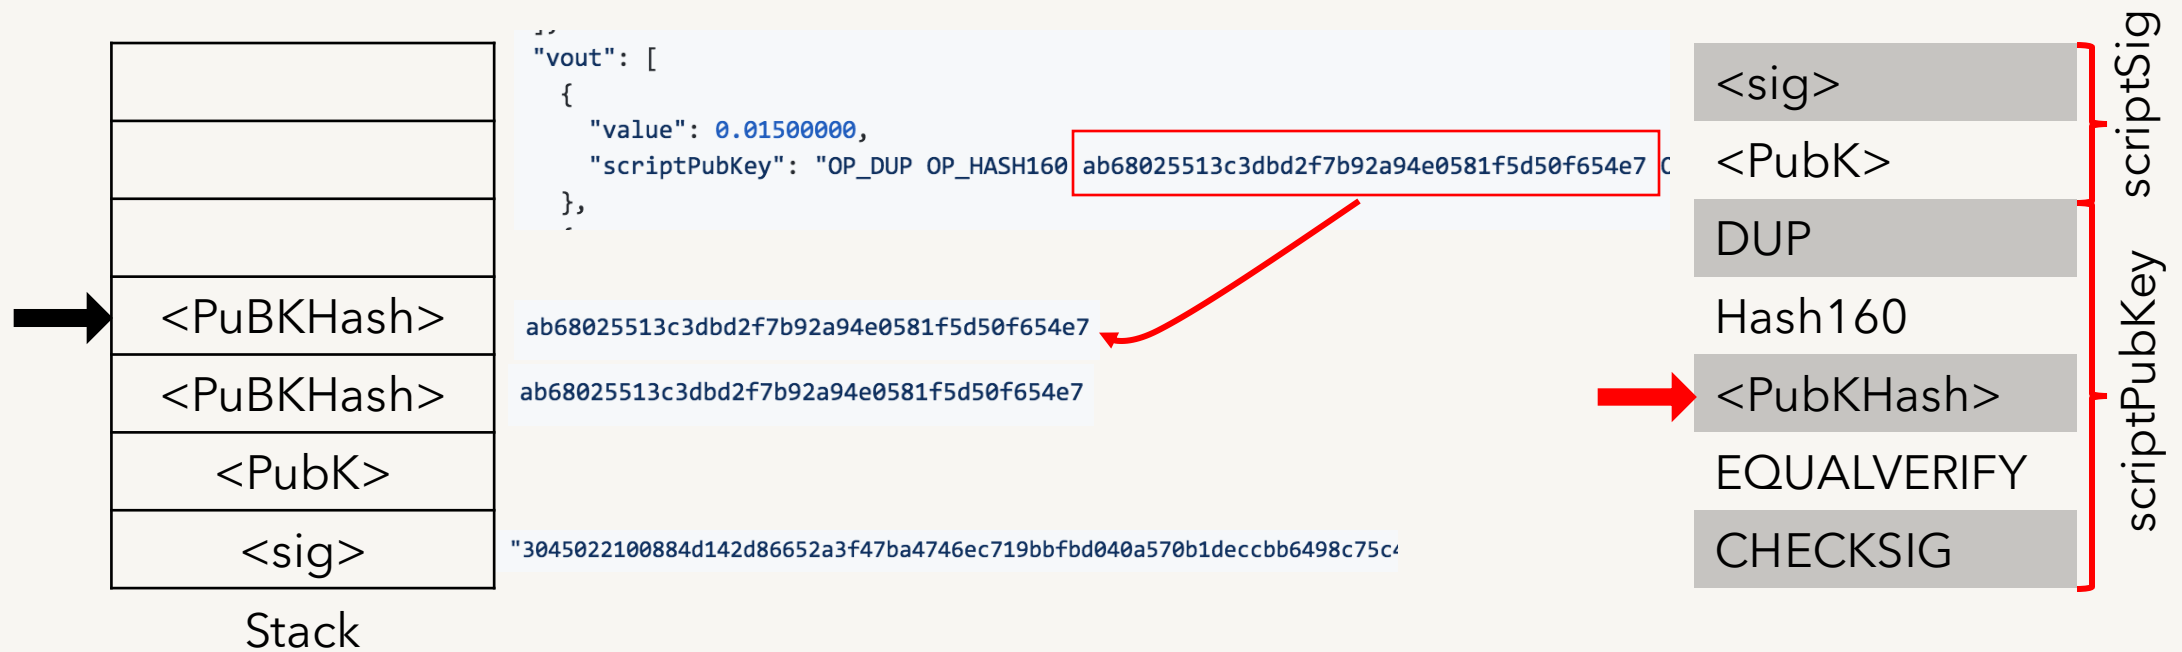 "vout": [
{
"value": 0.01500000,
"scriptPubKey": "OP_DUP OP_HASH160 ab68025513c3dbd2f7b92a94e0581f5d50f654e7
},
<PuBKHash>
ab68025513c3dbd2f7b92a94e0581f5d50f654e7
<PuBKHash>
ab68025513c3dbd2f7b92a94e0581f5d50f654e7
<PubK>
<sig>
"3045022100884d142d86652a3f47ba4746ec719bbfbd040a570b1deccbb6498c75c4
Stack
<sig>
<PubK>
DUP
Hash160
<PubKHash>
EQUALVERIFY
CHECKSIG
scriptSig
scriptPubKey